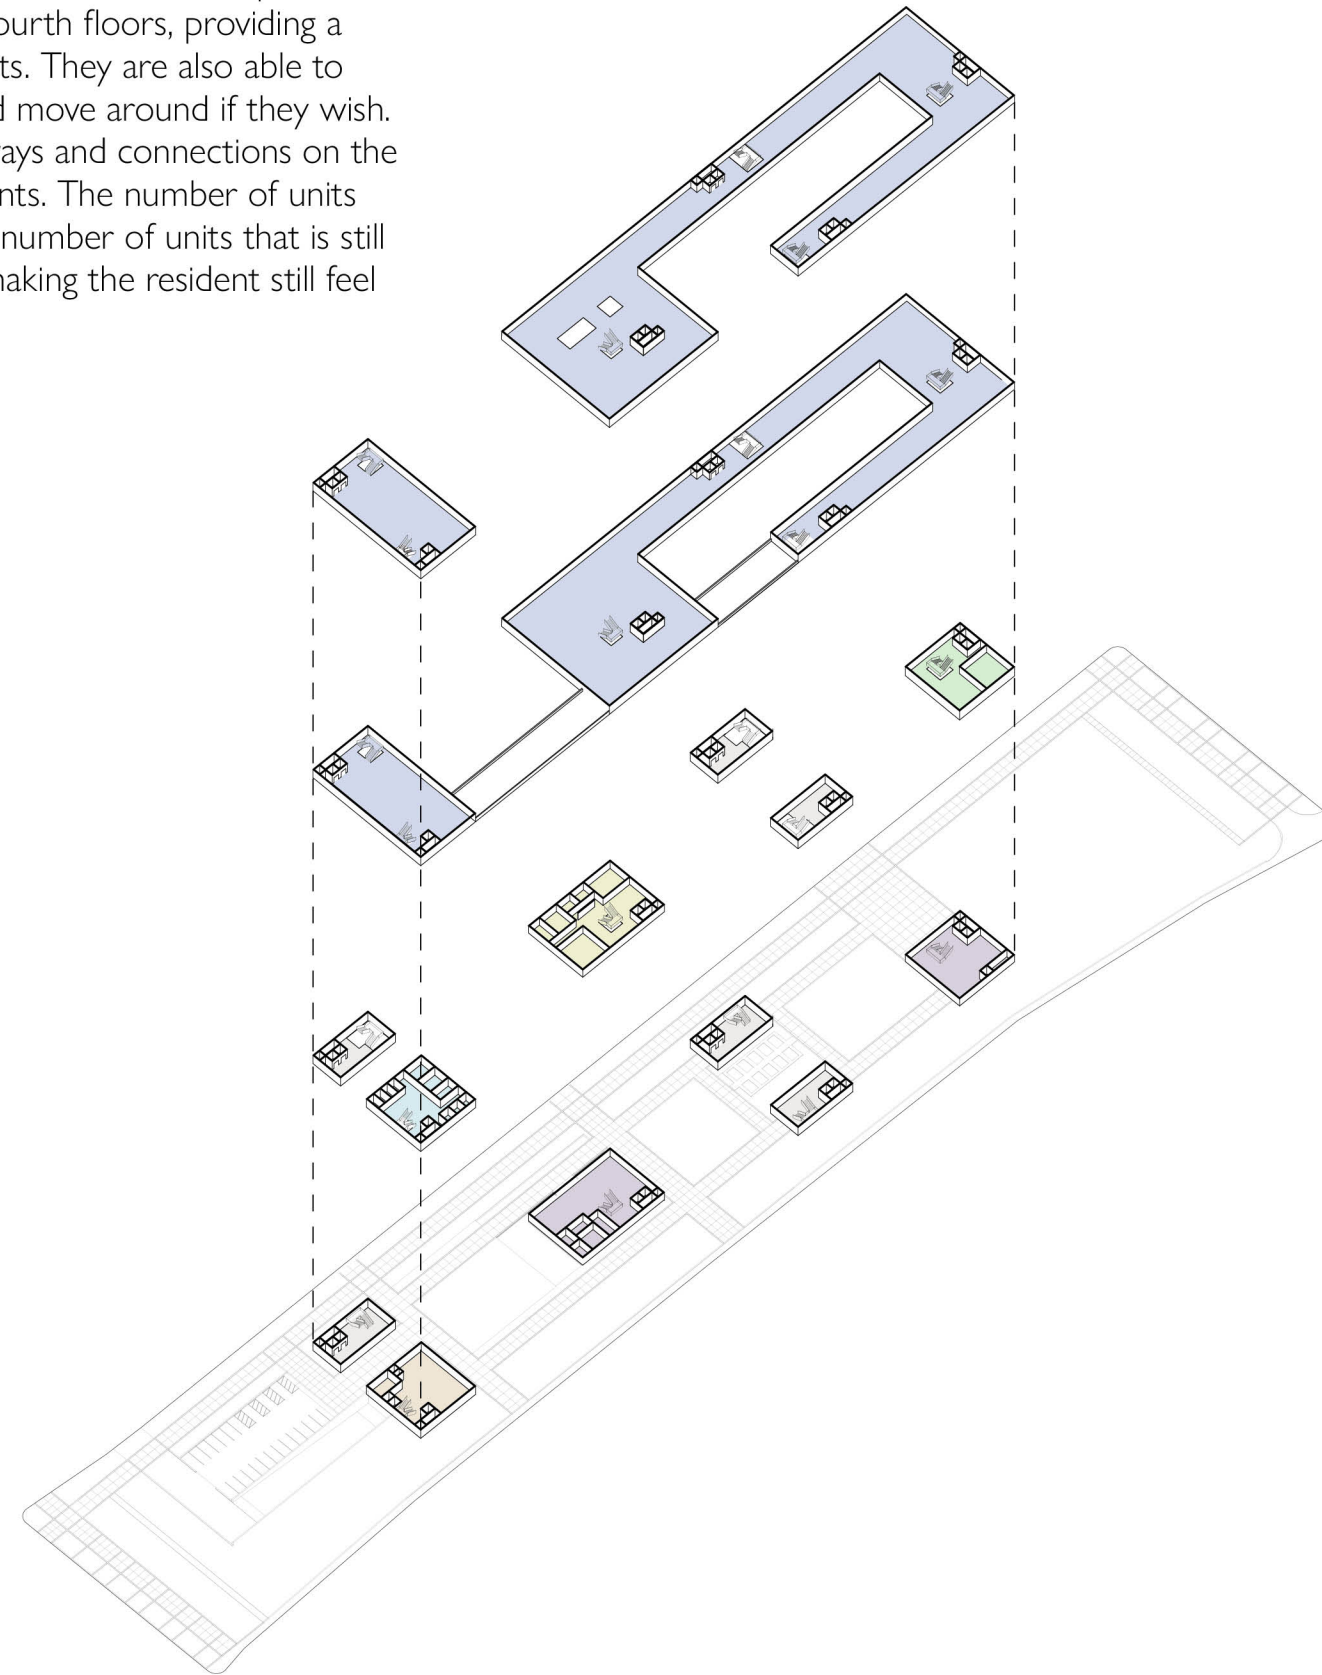 ourth floors, providing a
ts. They are also able to
d move around if they wish.
ays and connections on the
nts. The number of units
number of units that is still
naking the resident still feel